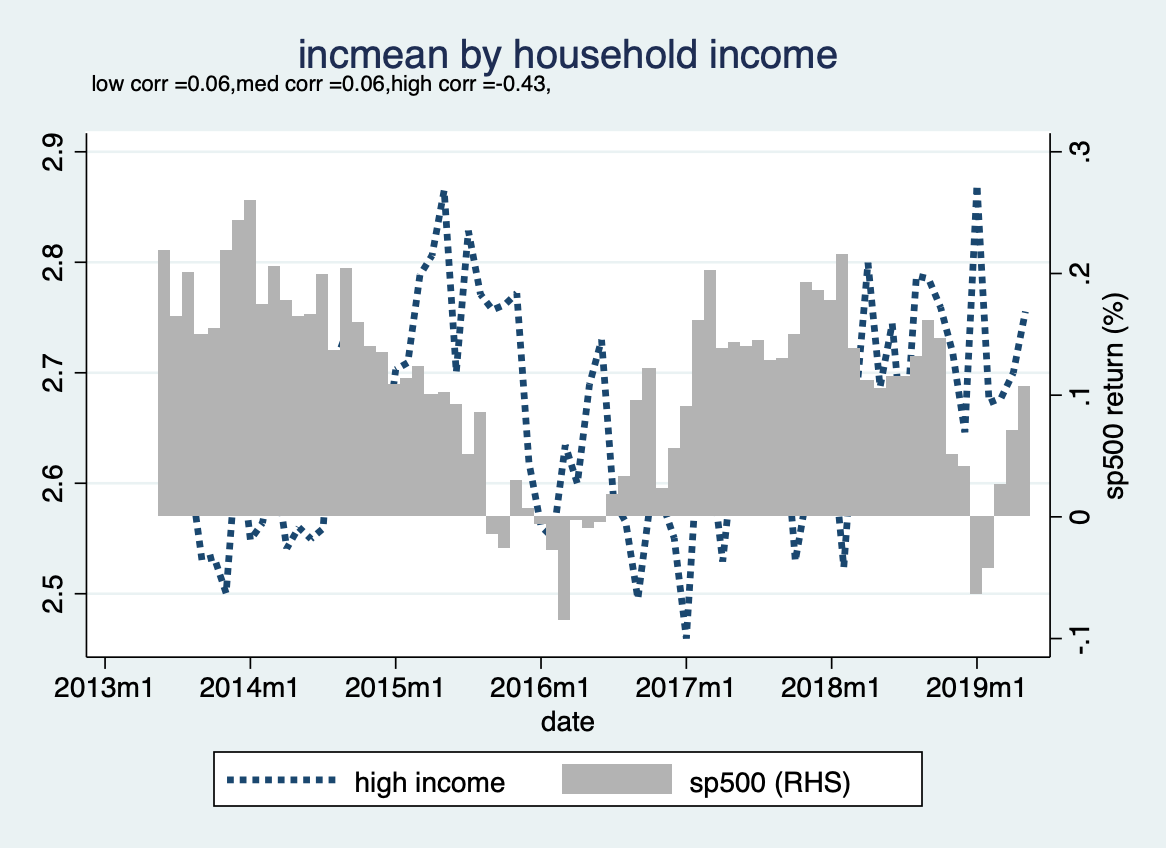 incmean by household income
low corr =0.06,med corr =0.06,high corr =-0.43,
2.9
2.8
2.7
2.6
2.5
.3
.2
.1
0
-.1
sp500 return (%)
2013m1 2014m1 2015m1 2016m1 2017m1 2018m1 2019m1
date
high income sp500 (RHS)